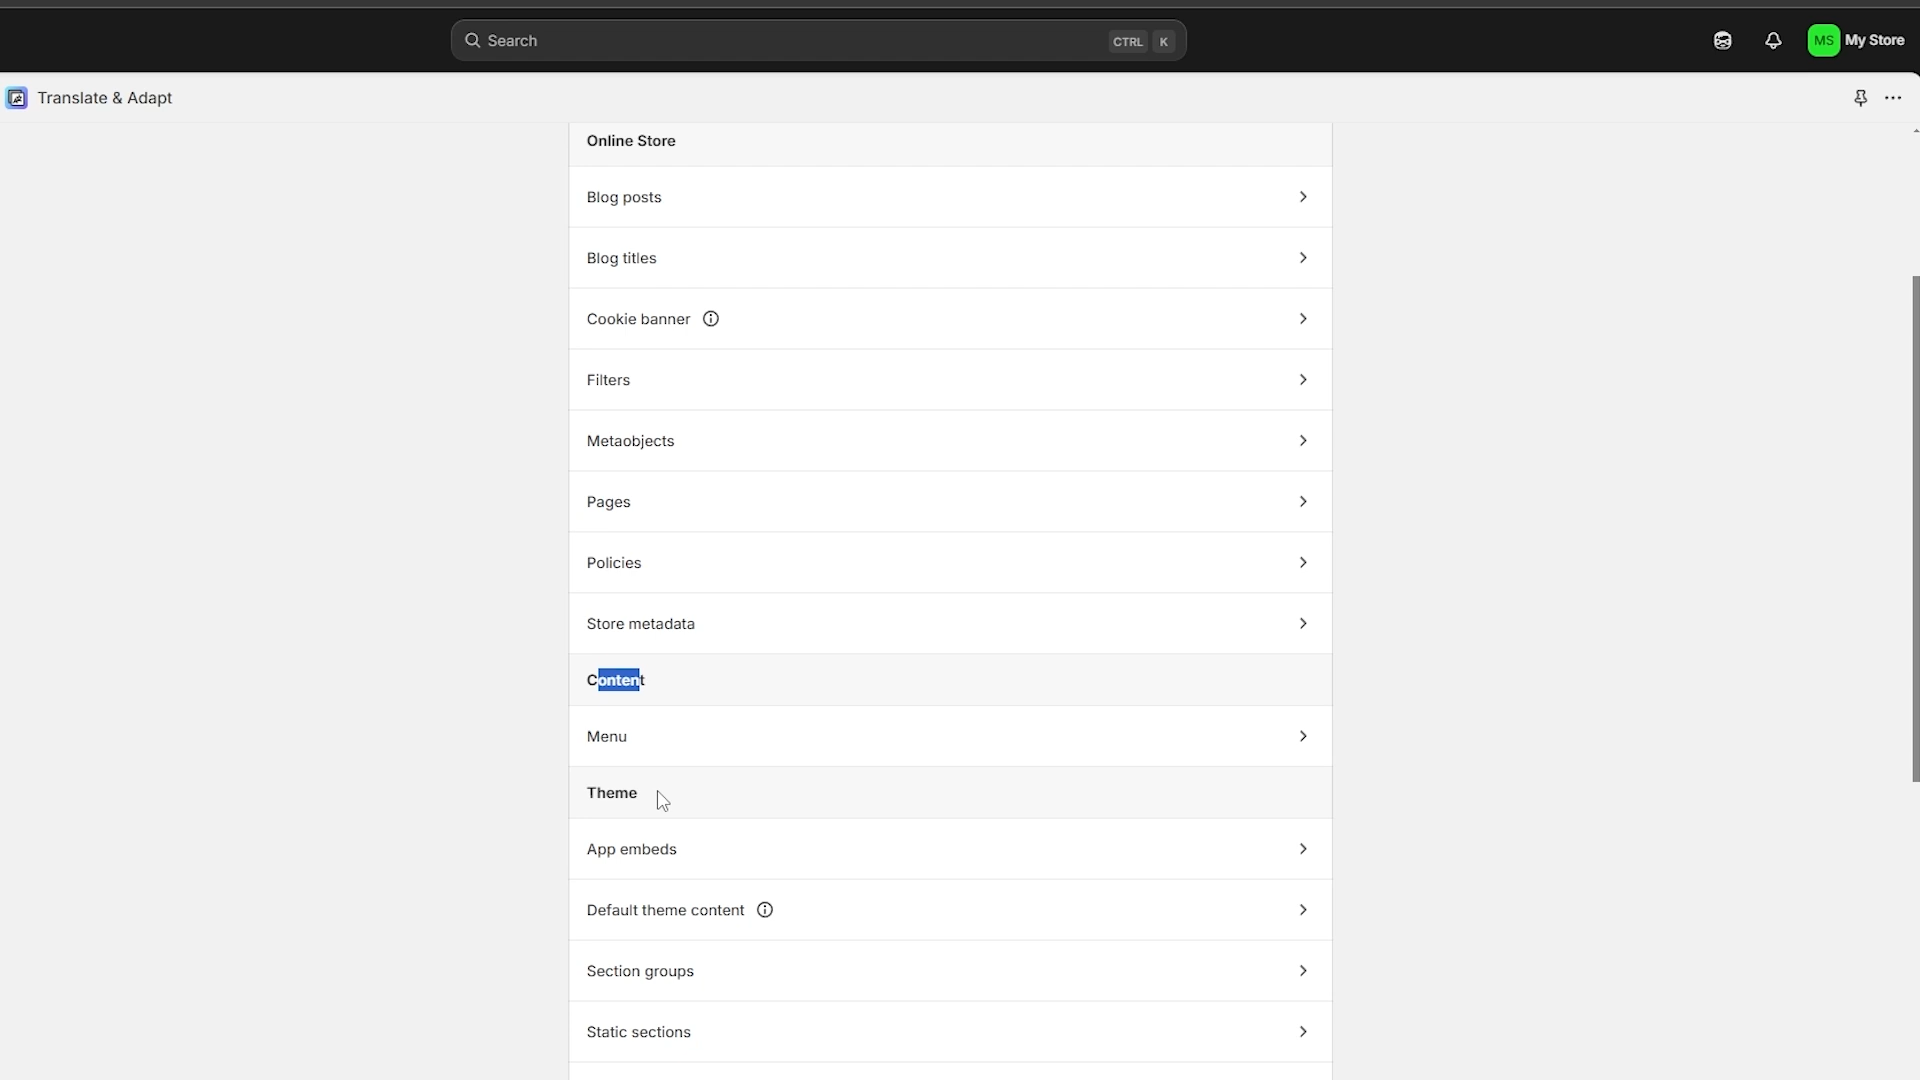 Search
CTRL K
MS My Store
Translate & Adapt
Online Store
Blog posts
Blog titles
Cookie banner
Filters
Metaobjects
Pages
Policies
Store metadata
Content
Menu
Theme
App embeds
Default theme content
Section groups
Static sections